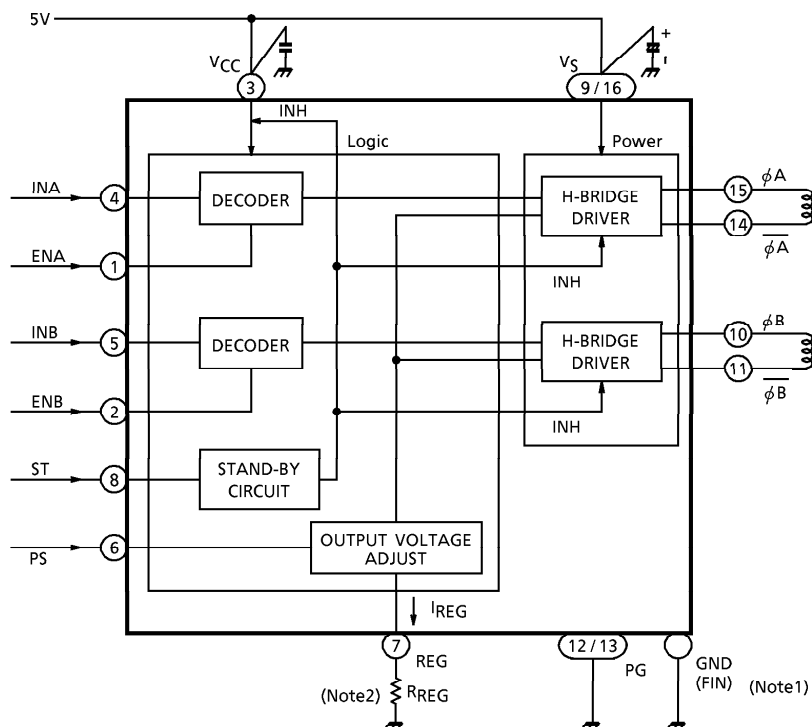 5V
+
VCC
VS
3
9 / 16
INH
Logic
Power
INA
4
DECODER
H-BRIDGE
DRIVER
15
φA
14
φA
ENA
1
INH
INB
5
DECODER
H-BRIDGE
DRIVER
10
φB
11
φB
ENB
2
INH
ST
8
STAND-BY
CIRCUIT
PS
6
OUTPUT VOLTAGE
ADJUST
IREG
7
REG
12 / 13
PG
GND
(FIN)
(Note1)
(Note2)
RREG